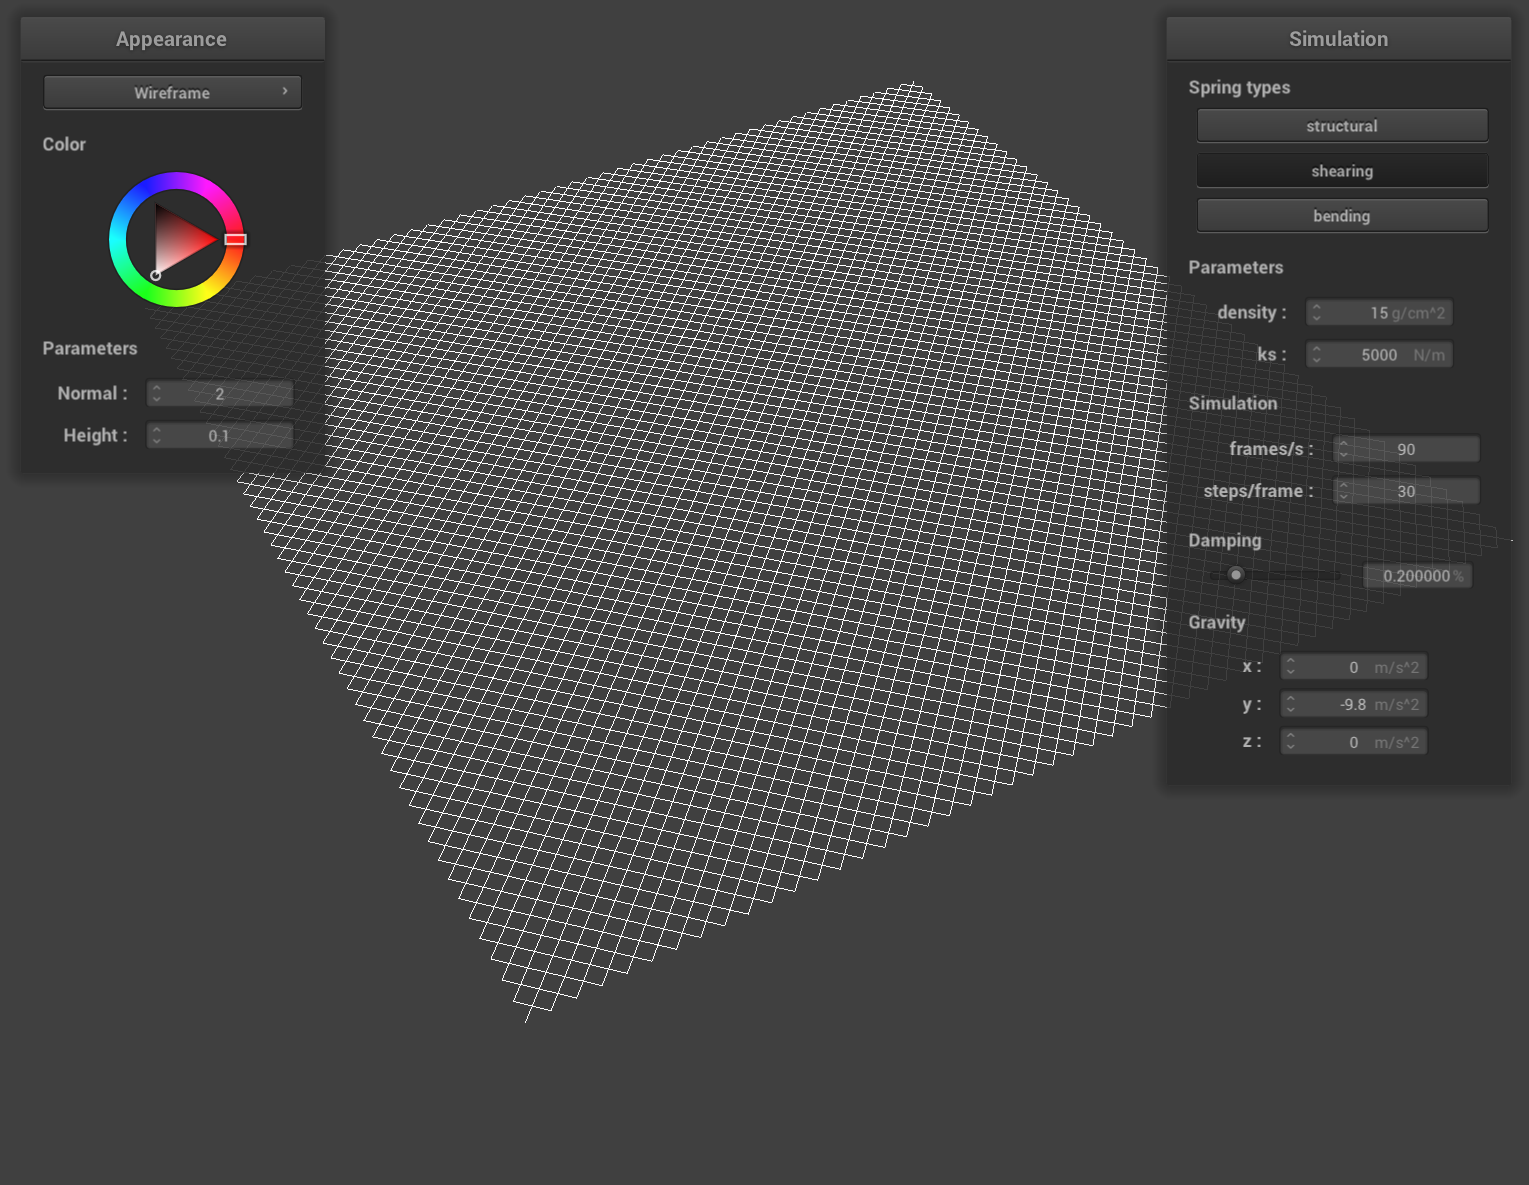 Appearance
Wireframe ›
Color
Parameters
Normal : 2
Height : 0.1
Simulation
Spring types
structural
shearing
bending
Parameters
density : 15 g/cm^2
ks : 5000 N/m
Simulation
frames/s : 90
steps/frame : 30
Damping
0.200000 %
Gravity
x : 0 m/s^2
y : -9.8 m/s^2
z : 0 m/s^2